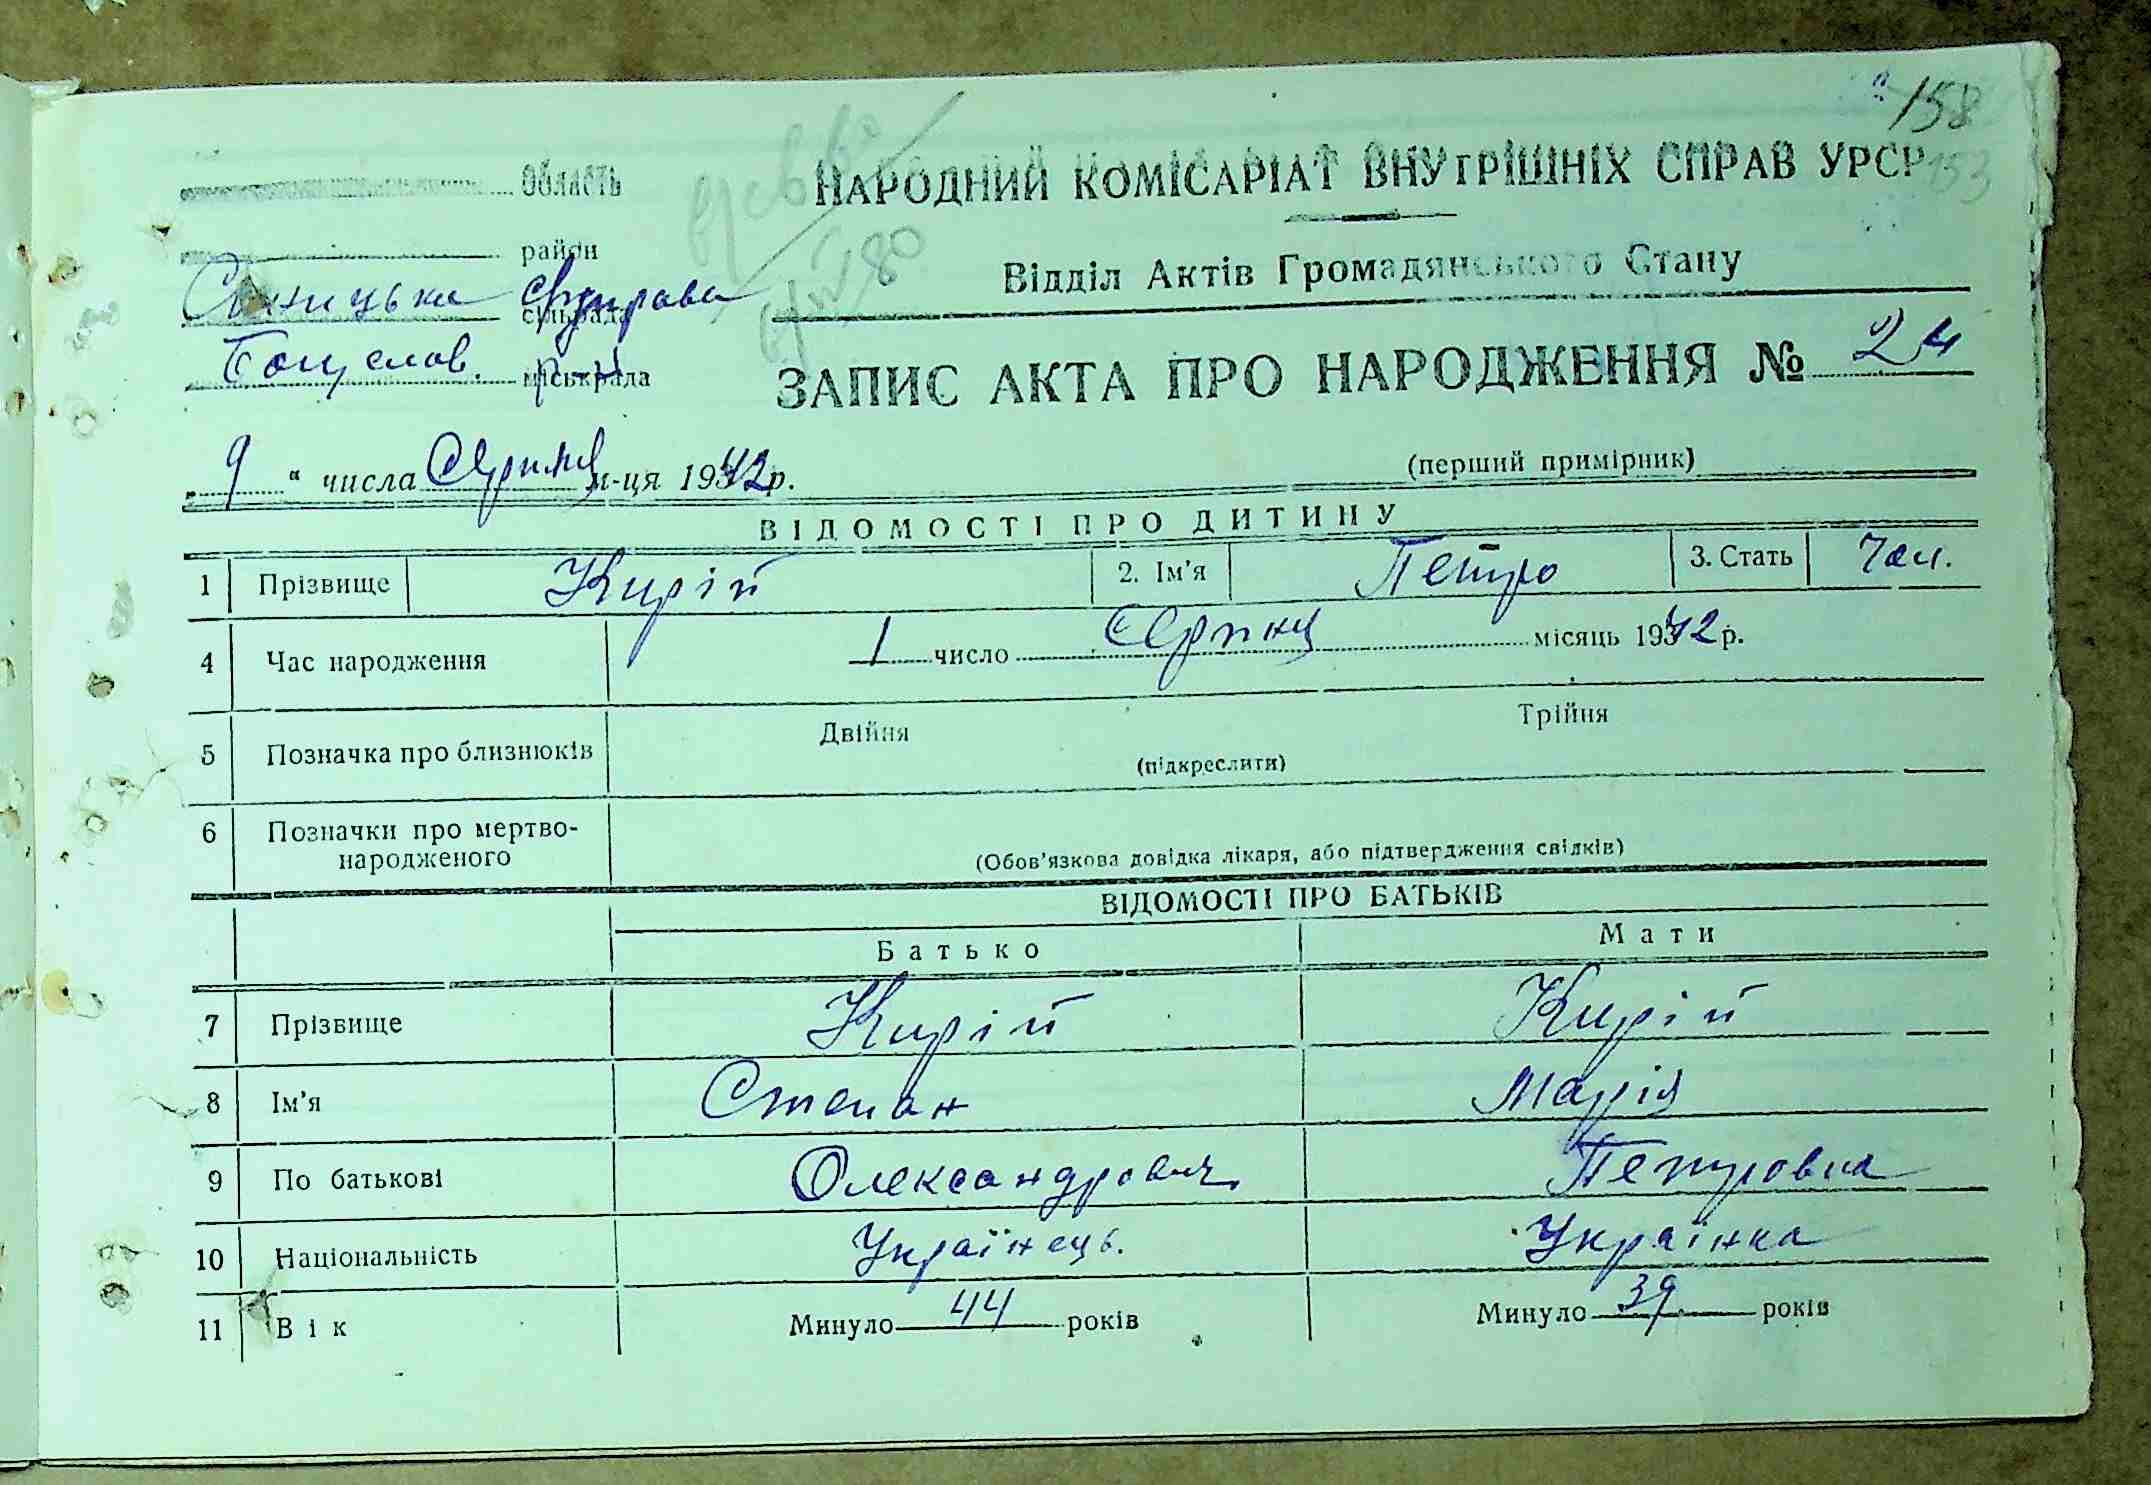 158
153
область
НАРОДНИЙ КОМІСАРІАТ ВНУТРІШНІХ СПРАВ УРСР
район
Відділ Актів Громадянського Стану
Синицька с/управа
сільрада
Богуслав. р-н
міськрада
ЗАПИС АКТА ПРО НАРОДЖЕННЯ № 24
„ 9 “ числа Серпня м-ця 1942 р.
(перший примірник)
ВІДОМОСТІ ПРО ДИТИНУ
1 Прізвище Кирій 2. Ім'я Петро 3. Стать Чол.
4 Час народження 1 число Серпня місяць 1942 р.
5 Позначка про близнюків Двійня Трійня
(підкреслити)
6 Позначки про мертво-
народженого
(Обов'язкова довідка лікаря, або підтвердження свідків)
ВІДОМОСТІ ПРО БАТЬКІВ
Батько Мати
7 Прізвище Кирій Кирій
8 Ім'я Степан Марія
9 По батькові Олександрович Петровна
10 Національність Українець. Українка
11 Вік Минуло 44 років Минуло 39 років